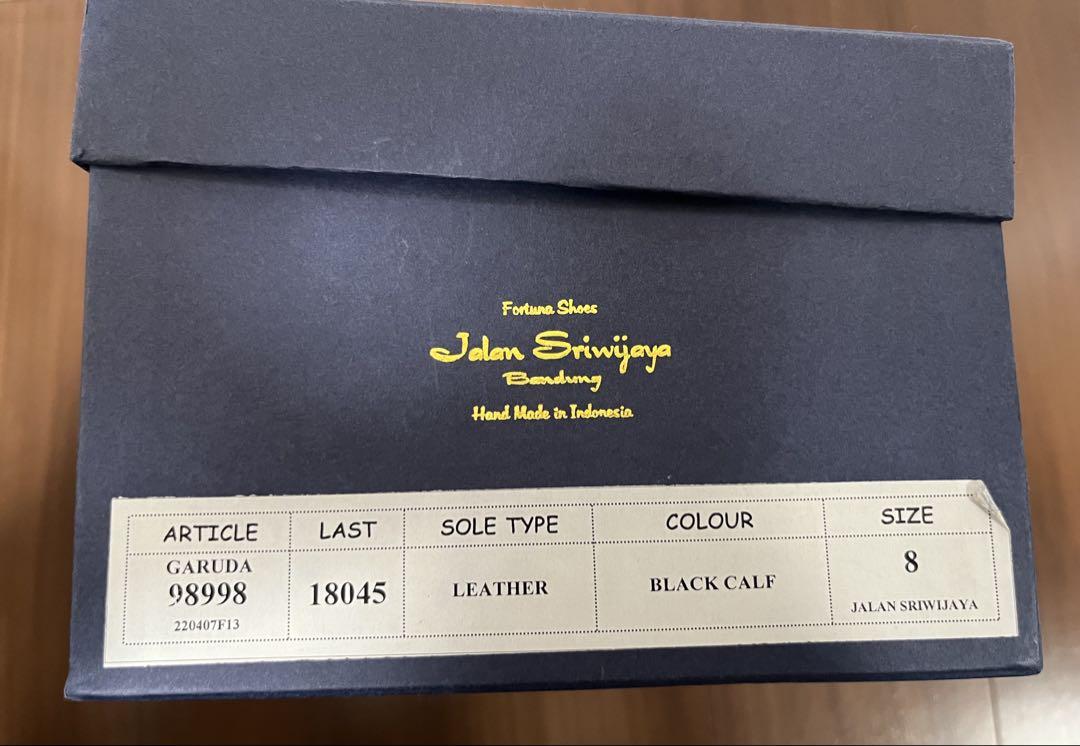 Fortuna Shoes
Jalan Sriwijaya
Bandung
Hand Made in Indonesia
ARTICLE LAST SOLE TYPE COLOUR SIZE
GARUDA
98998 18045 LEATHER BLACK CALF 8
220407F13 JALAN SRIWIJAYA